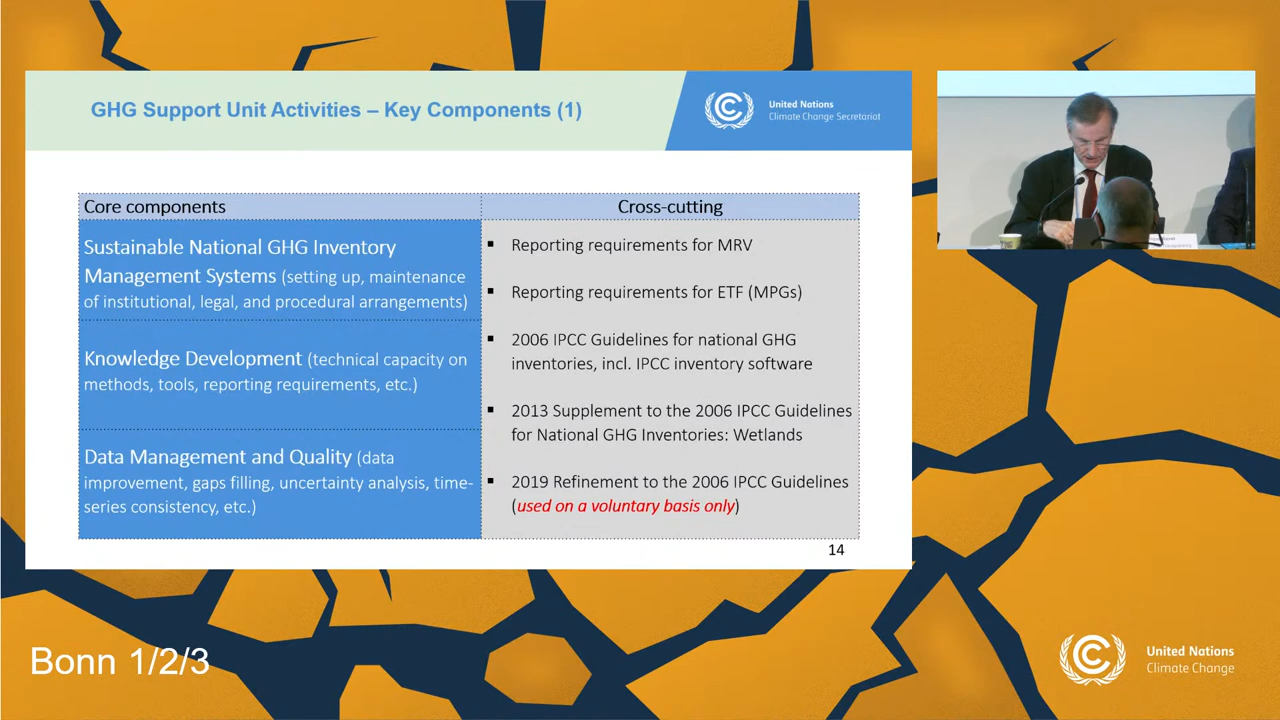 GHG Support Unit Activities – Key Components (1)
United Nations
Climate Change Secretariat
Core components
Sustainable National GHG Inventory
Management Systems (setting up, maintenance
of institutional, legal, and procedural arrangements)
Knowledge Development (technical capacity on
methods, tools, reporting requirements, etc.)
Data Management and Quality (data
improvement, gaps filling, uncertainty analysis, time-
series consistency, etc.)
Cross-cutting
▪ Reporting requirements for MRV
▪ Reporting requirements for ETF (MPGs)
▪ 2006 IPCC Guidelines for national GHG
inventories, incl. IPCC inventory software
▪ 2013 Supplement to the 2006 IPCC Guidelines
for National GHG Inventories: Wetlands
▪ 2019 Refinement to the 2006 IPCC Guidelines
(used on a voluntary basis only)
14
Bonn 1/2/3
United Nations
Climate Change